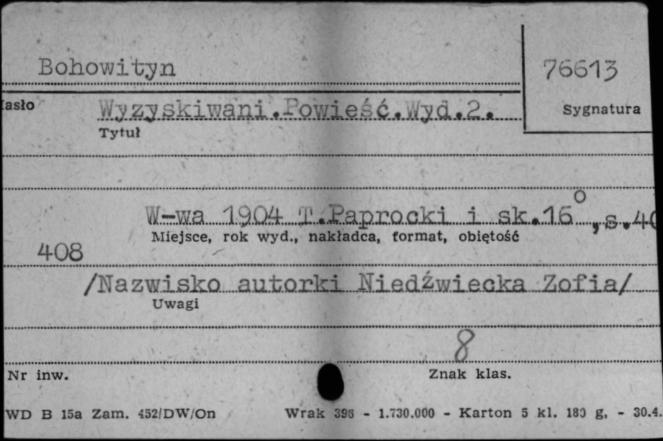 Bohowityn
76613
asło
Wyzyskiwani.Powieść.Wyd.2.
Sygnatura
Tytuł
W-wa 1904 T.Paprocki i sk.16°,s.40
Miejsce, rok wyd., nakładca, format, obiętość
408
/Nazwisko autorki Niedźwiecka Zofia/
Uwagi
8
Nr inw.
Znak klas.
WD B 15a Zam. 452/DW/On Wrak 396 - 1.730.000 - Karton 5 kl. 180 g. - 30.4.